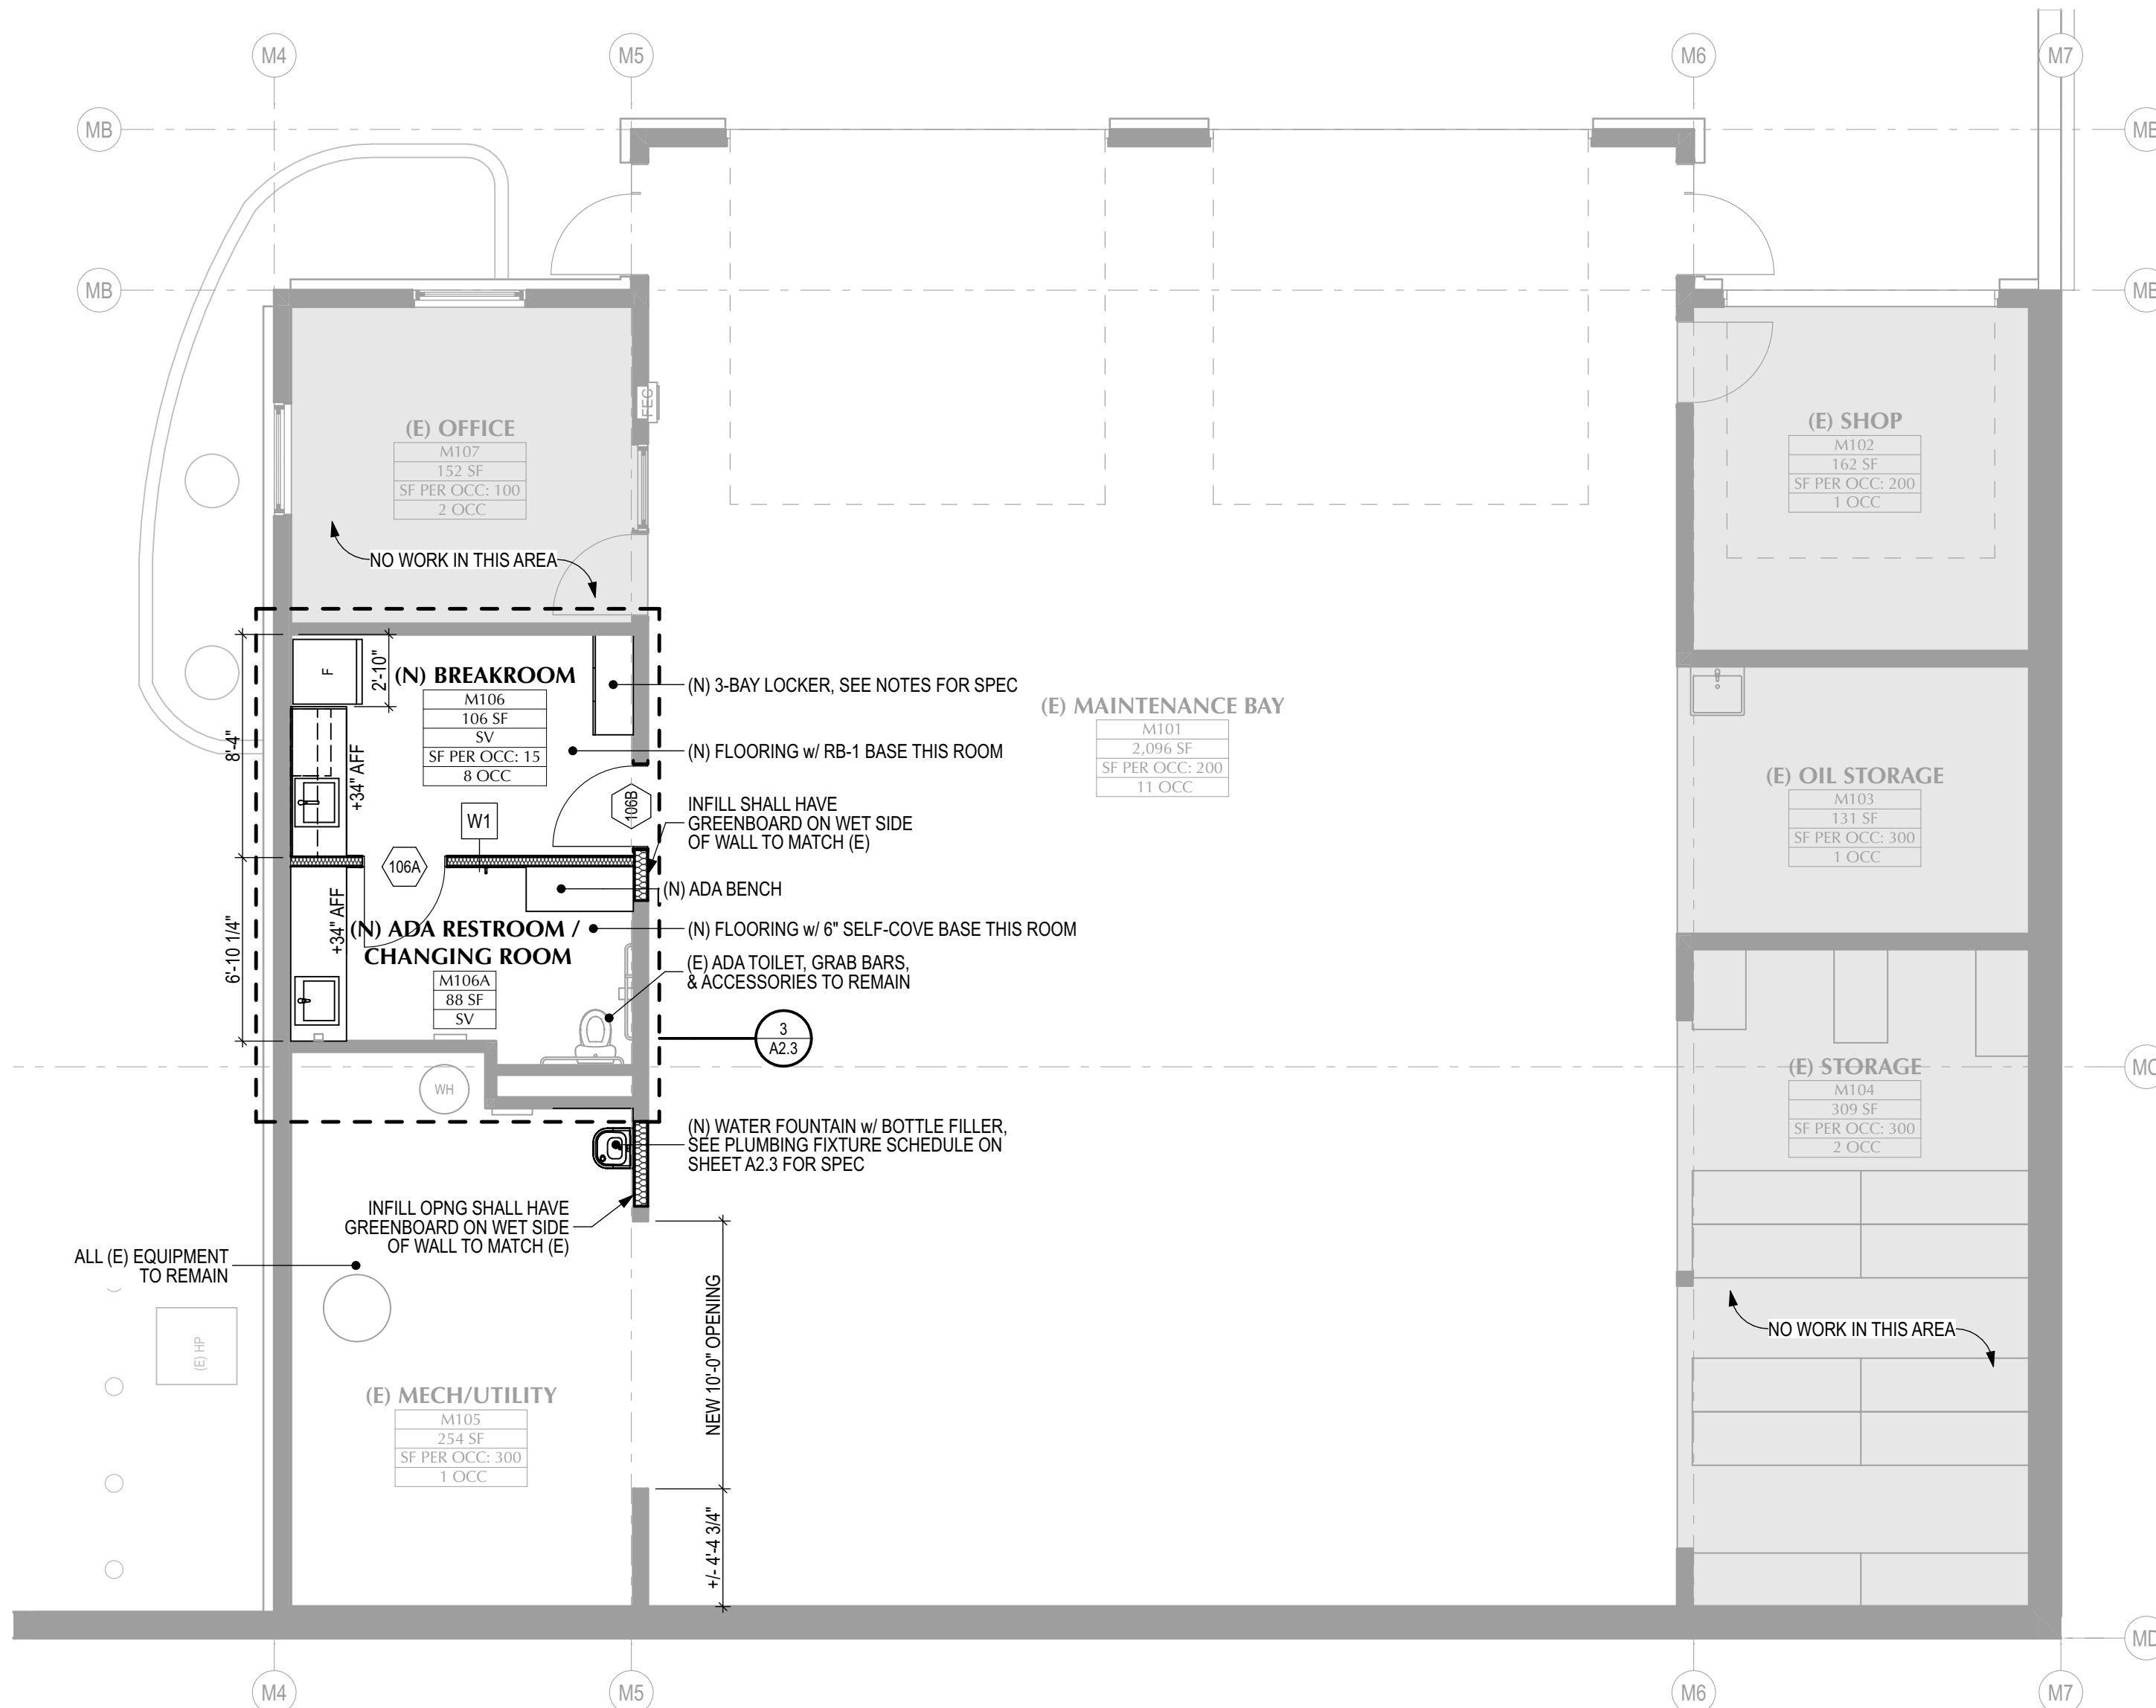 M4
M5
M6
M7
MB
MB
MB
MB
FEC
(E) OFFICE
M107
152 SF
SF PER OCC: 100
2 OCC
NO WORK IN THIS AREA
(E) SHOP
M102
162 SF
SF PER OCC: 200
1 OCC
8'-4"
F
2'-10"
(N) BREAKROOM
M106
106 SF
SV
SF PER OCC: 15
8 OCC
+34" AFF
W1
106B
106A
(N) 3-BAY LOCKER, SEE NOTES FOR SPEC
(N) FLOORING w/ RB-1 BASE THIS ROOM
INFILL SHALL HAVE
GREENBOARD ON WET SIDE
OF WALL TO MATCH (E)
(N) ADA BENCH
(E) MAINTENANCE BAY
M101
2,096 SF
SF PER OCC: 200
11 OCC
(E) OIL STORAGE
M103
131 SF
SF PER OCC: 300
1 OCC
6'-10 1/4"
+34" AFF
(N) ADA RESTROOM /
CHANGING ROOM
M106A
88 SF
SV
(N) FLOORING w/ 6" SELF-COVE BASE THIS ROOM
(E) ADA TOILET, GRAB BARS,
& ACCESSORIES TO REMAIN
3
A2.3
WH
MC
(E) STORAGE
M104
309 SF
SF PER OCC: 300
2 OCC
(N) WATER FOUNTAIN w/ BOTTLE FILLER,
SEE PLUMBING FIXTURE SCHEDULE ON
SHEET A2.3 FOR SPEC
INFILL OPNG SHALL HAVE
GREENBOARD ON WET SIDE
OF WALL TO MATCH (E)
ALL (E) EQUIPMENT
TO REMAIN
(E) HP
NEW 10'-0" OPENING
NO WORK IN THIS AREA
(E) MECH/UTILITY
M105
254 SF
SF PER OCC: 300
1 OCC
+/- 4'-4 3/4"
MD
M4
M5
M6
M7